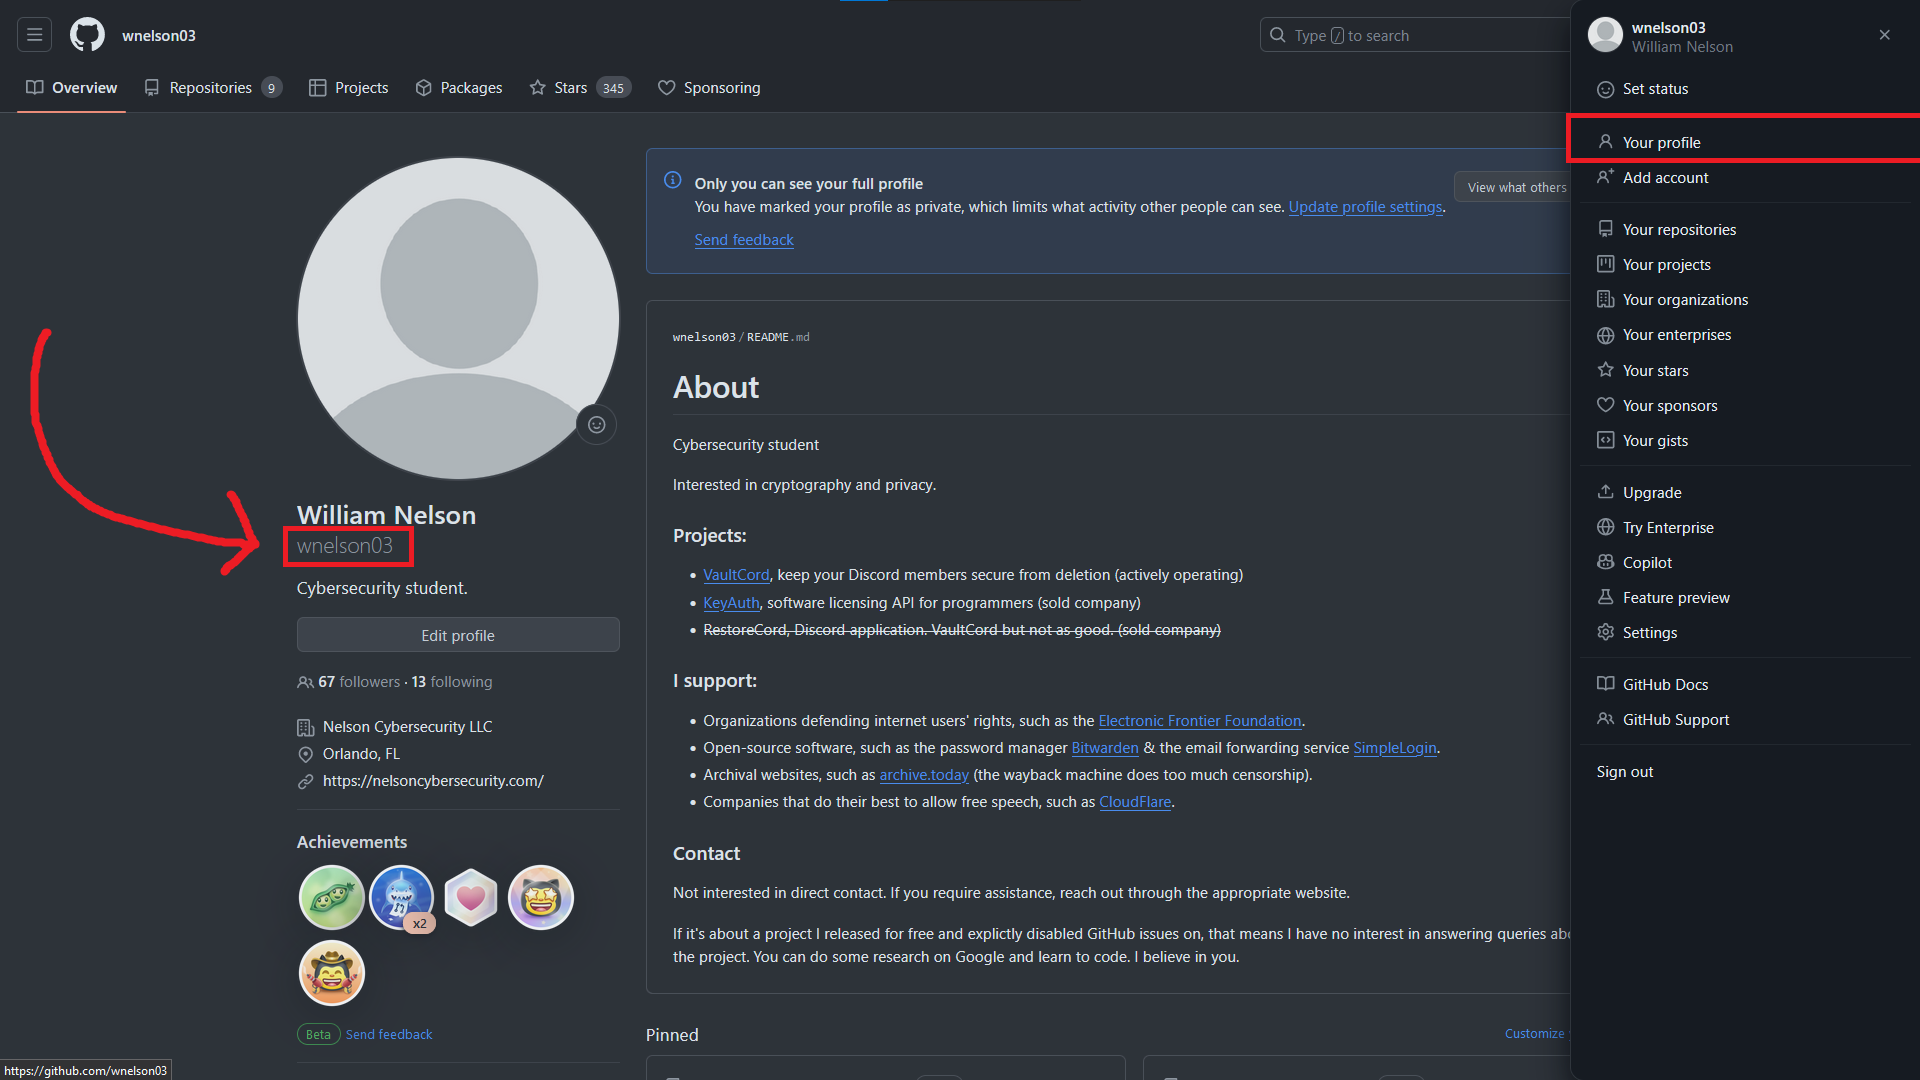 wnelson03
Type / to search
wnelson03
William Nelson
Overview
Repositories 9
Projects
Packages
Stars 345
Sponsoring
Set status
Your profile
Add account
Your repositories
Your projects
Your organizations
Your enterprises
Your stars
Your sponsors
Your gists
Upgrade
Try Enterprise
Copilot
Feature preview
Settings
GitHub Docs
GitHub Support
Sign out
William Nelson
wnelson03
Cybersecurity student.
Edit profile
67 followers · 13 following
Nelson Cybersecurity LLC
Orlando, FL
https://nelsoncybersecurity.com/
Achievements
x2
Beta Send feedback
Only you can see your full profile
You have marked your profile as private, which limits what activity other people can see. Update profile settings.
Send feedback
View what others
wnelson03/README.md
About
Cybersecurity student
Interested in cryptography and privacy.
Projects:
• VaultCord, keep your Discord members secure from deletion (actively operating)
• KeyAuth, software licensing API for programmers (sold company)
• RestoreCord, Discord application. VaultCord but not as good. (sold company)
I support:
• Organizations defending internet users' rights, such as the Electronic Frontier Foundation.
• Open-source software, such as the password manager Bitwarden & the email forwarding service SimpleLogin.
• Archival websites, such as archive.today (the wayback machine does too much censorship).
• Companies that do their best to allow free speech, such as CloudFlare.
Contact
Not interested in direct contact. If you require assistance, reach out through the appropriate website.
If it's about a project I released for free and explictly disabled GitHub issues on, that means I have no interest in answering queries abo
the project. You can do some research on Google and learn to code. I believe in you.
Pinned
Customize
https://github.com/wnelson03